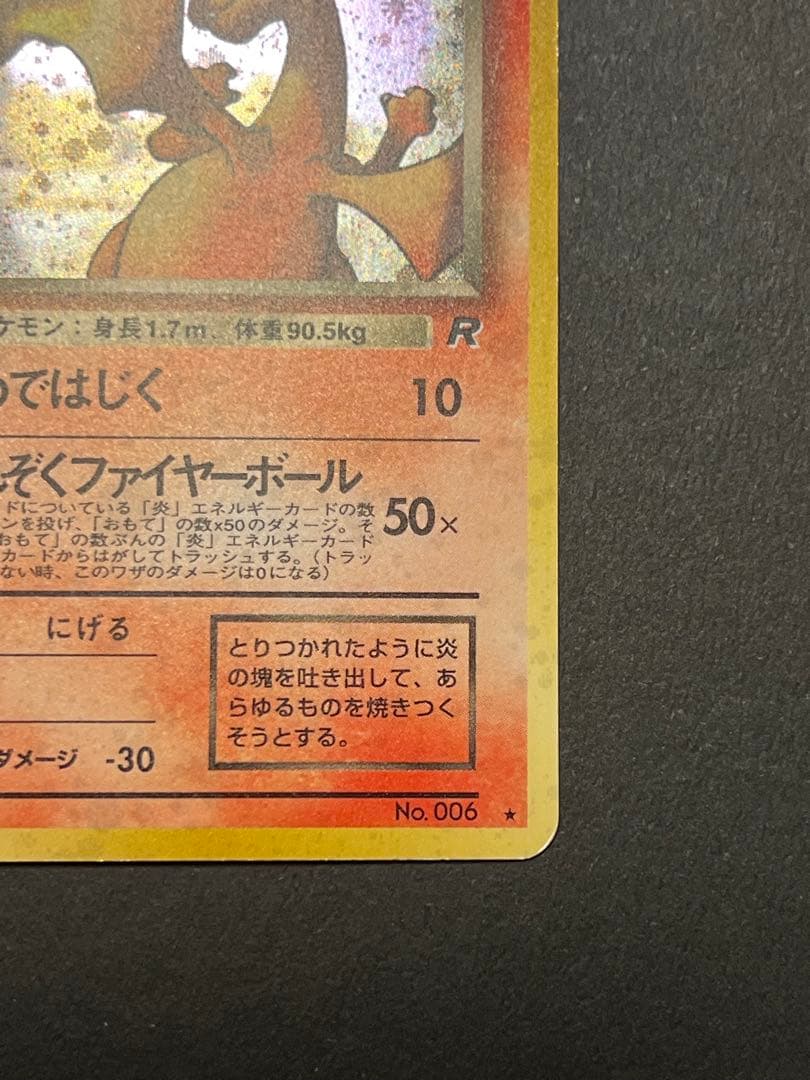 ケモン：身長1.7m、体重90.5kg
R
めではじく 10
んぞくファイヤーボール
ドについている「炎」エネルギーカードの数
ンを投げ、「おもて」の数x50のダメージ。そ
おもて」の数ぶんの「炎」エネルギーカード
カードからはがしてトラッシュする。（トラッ
ない時、このワザのダメージは0になる）
50×
にげる
ダメージ -30
とりつかれたように炎
の塊を吐き出して、あ
らゆるものを焼きつく
そうとする。
No. 006 ★